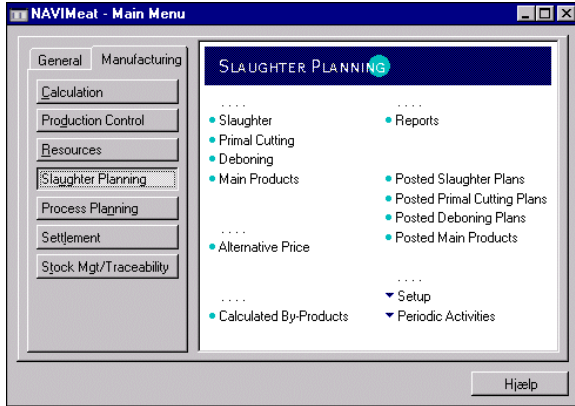 NAVIMeat - Main Menu
General Manufacturing
Calculation
Production Control
Resources
Slaughter Planning
Process Planning
Settlement
Stock Mgt/Traceability
SLAUGHTER PLANNING
. . . .
Slaughter
Primal Cutting
Deboning
Main Products
. . . .
Alternative Price
. . . .
Calculated By-Products
. . . .
Reports
Posted Slaughter Plans
Posted Primal Cutting Plans
Posted Deboning Plans
Posted Main Products
. . . .
Setup
Periodic Activities
Hjælp